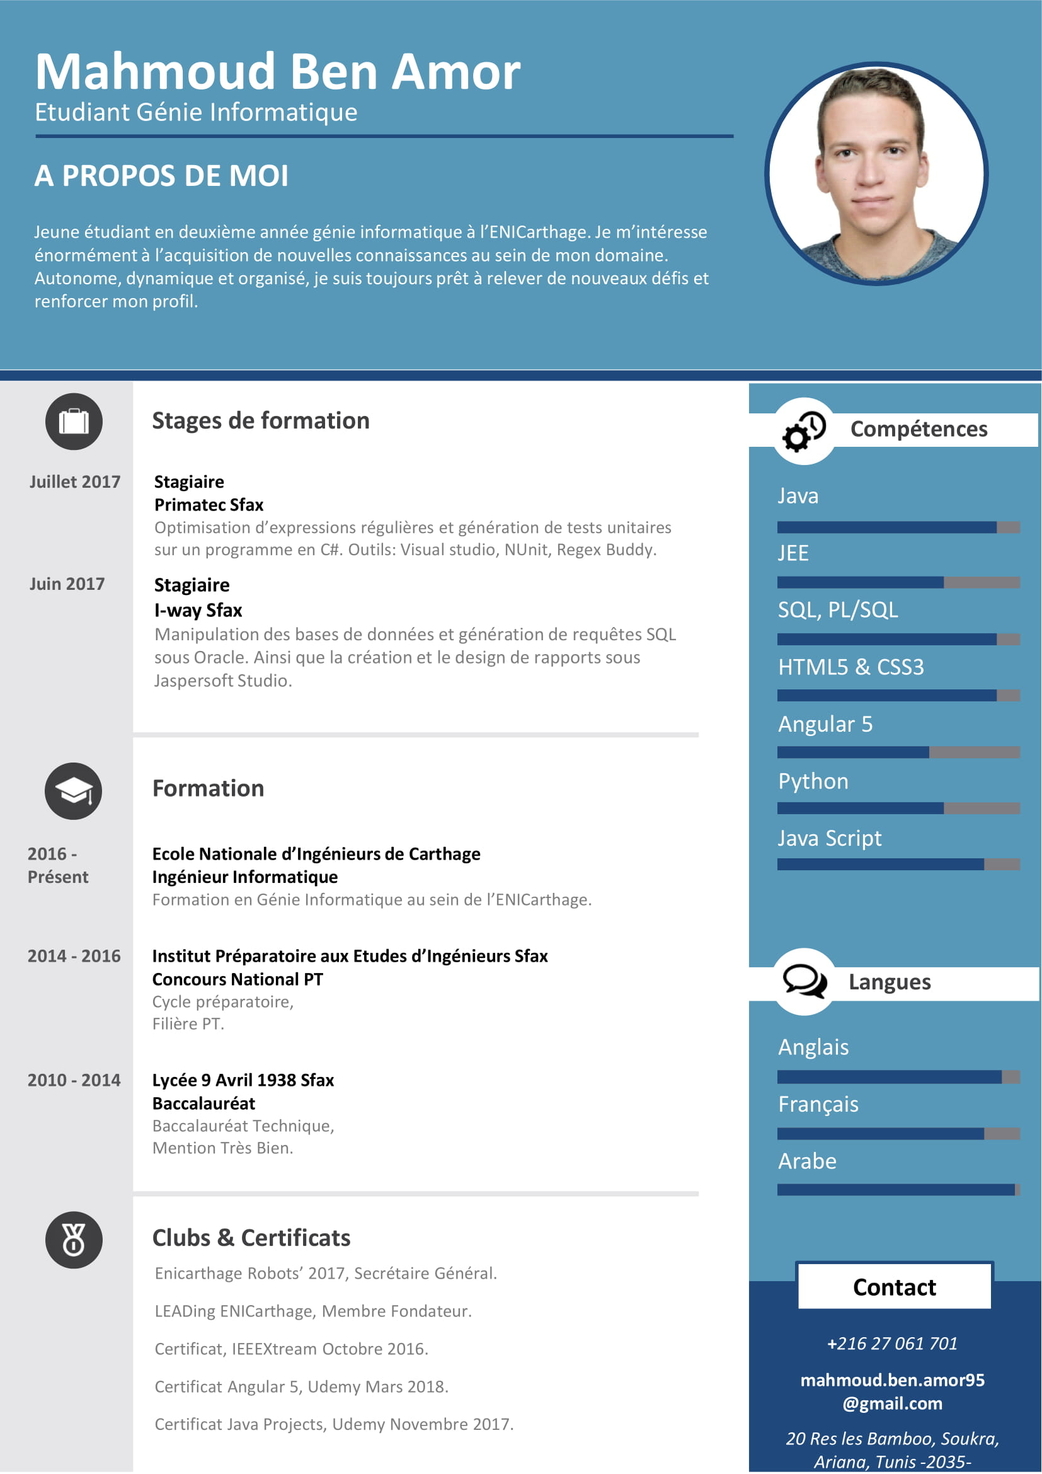 Mahmoud Ben Amor
Etudiant Génie Informatique
A PROPOS DE MOI
Jeune étudiant en deuxième année génie informatique à l’ENICarthage. Je m’intéresse
énormément à l’acquisition de nouvelles connaissances au sein de mon domaine.
Autonome, dynamique et organisé, je suis toujours prêt à relever de nouveaux défis et
renforcer mon profil.
Stages de formation
Juillet 2017
Stagiaire
Primatec Sfax
Optimisation d’expressions régulières et génération de tests unitaires
sur un programme en C#. Outils: Visual studio, NUnit, Regex Buddy.
Juin 2017
Stagiaire
I-way Sfax
Manipulation des bases de données et génération de requêtes SQL
sous Oracle. Ainsi que la création et le design de rapports sous
Jaspersoft Studio.
Formation
2016 -
Présent
Ecole Nationale d’Ingénieurs de Carthage
Ingénieur Informatique
Formation en Génie Informatique au sein de l’ENICarthage.
2014 - 2016
Institut Préparatoire aux Etudes d’Ingénieurs Sfax
Concours National PT
Cycle préparatoire,
Filière PT.
2010 - 2014
Lycée 9 Avril 1938 Sfax
Baccalauréat
Baccalauréat Technique,
Mention Très Bien.
Clubs & Certificats
Enicarthage Robots’ 2017, Secrétaire Général.
LEADing ENICarthage, Membre Fondateur.
Certificat, IEEEXtream Octobre 2016.
Certificat Angular 5, Udemy Mars 2018.
Certificat Java Projects, Udemy Novembre 2017.
Compétences
Java
JEE
SQL, PL/SQL
HTML5 & CSS3
Angular 5
Python
Java Script
Langues
Anglais
Français
Arabe
Contact
+216 27 061 701
mahmoud.ben.amor95
@gmail.com
20 Res les Bamboo, Soukra,
Ariana, Tunis -2035-